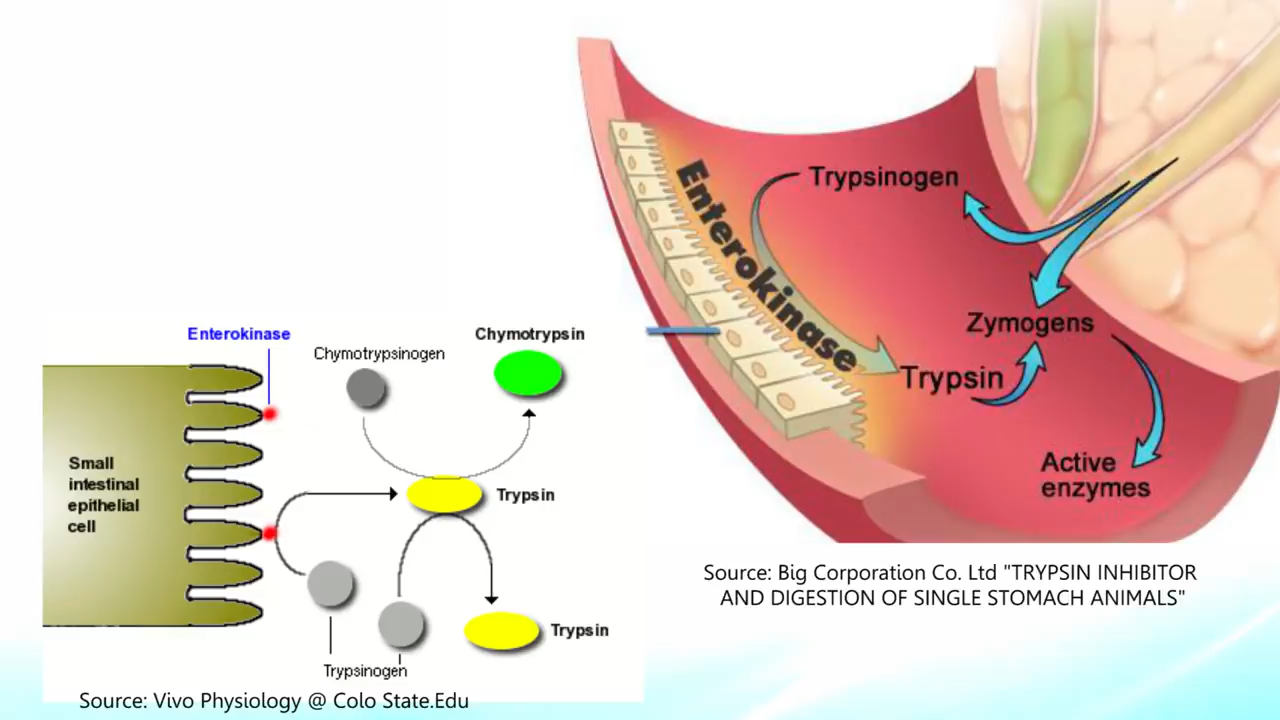 Enterokinase
Chymotrypsinogen
Chymotrypsin
Small
intestinal
epithelial
cell
Trypsin
Trypsin
Trypsinogen
Source: Vivo Physiology @ Colo State.Edu
Enterokinase
Trypsinogen
Zymogens
Trypsin
Active
enzymes
Source: Big Corporation Co. Ltd "TRYPSIN INHIBITOR
AND DIGESTION OF SINGLE STOMACH ANIMALS"